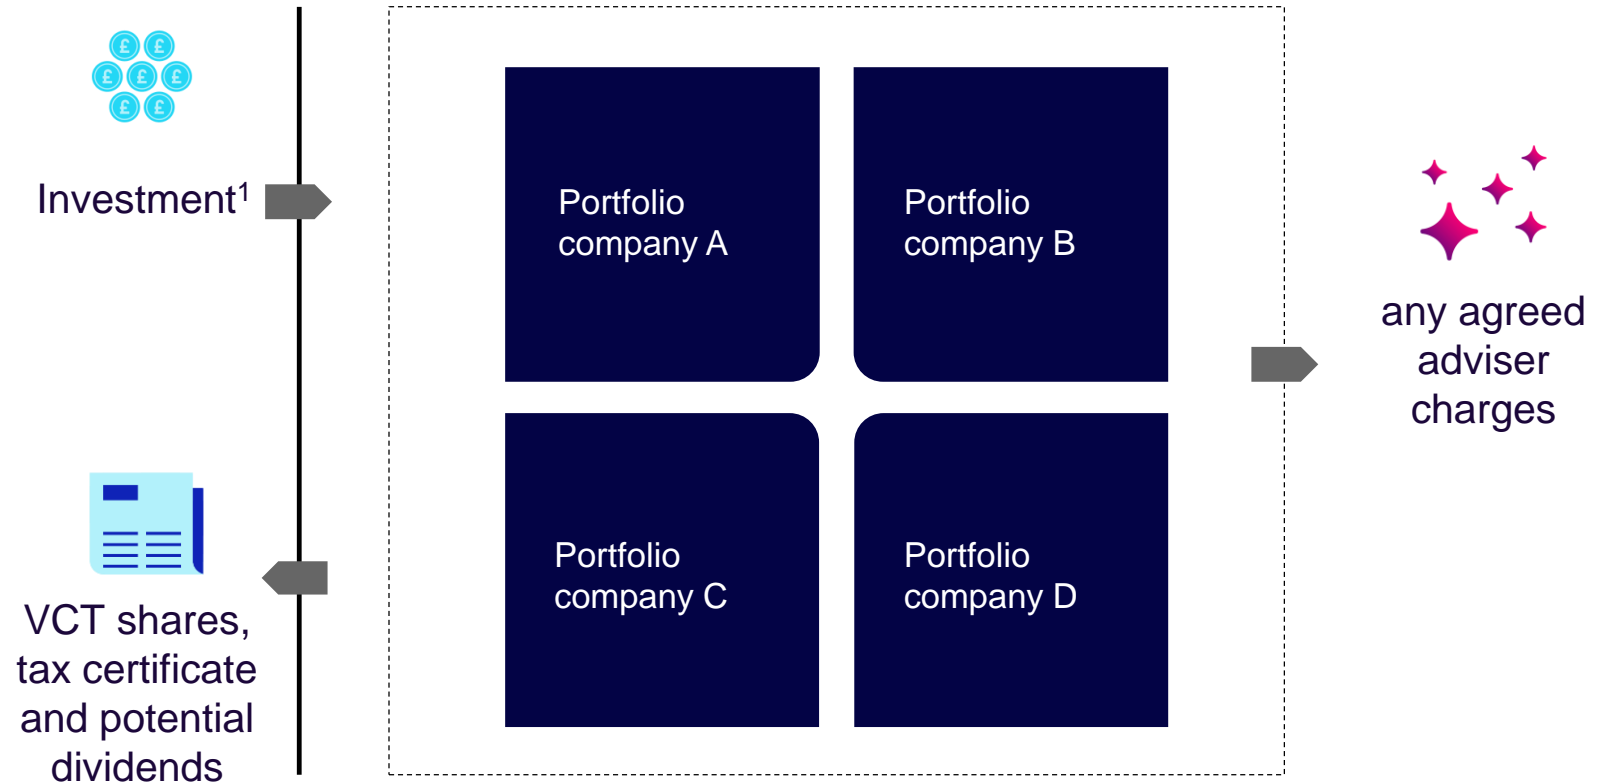 £ £
£ £ £
£ £
Investment¹
Portfolio
company A
Portfolio
company B
any agreed
adviser
charges
Portfolio
company C
Portfolio
company D
VCT shares,
tax certificate
and potential
dividends